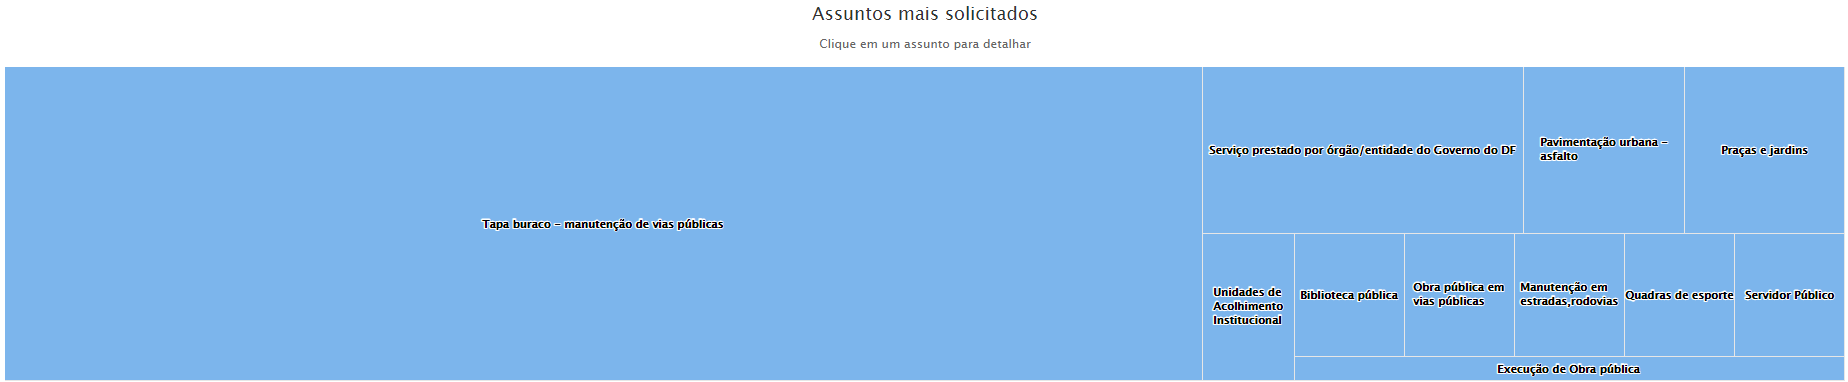 Assuntos mais solicitados
Clique em um assunto para detalhar
Tapa buraco - manutenção de vias públicas
Serviço prestado por órgão/entidade do Governo do DF
Pavimentação urbana -
asfalto
Praças e jardins
Unidades de
Acolhimento
Institucional
Biblioteca pública
Obra pública em
vias públicas
Manutenção em
estradas,rodovias
Quadras de esporte
Servidor Público
Execução de Obra pública